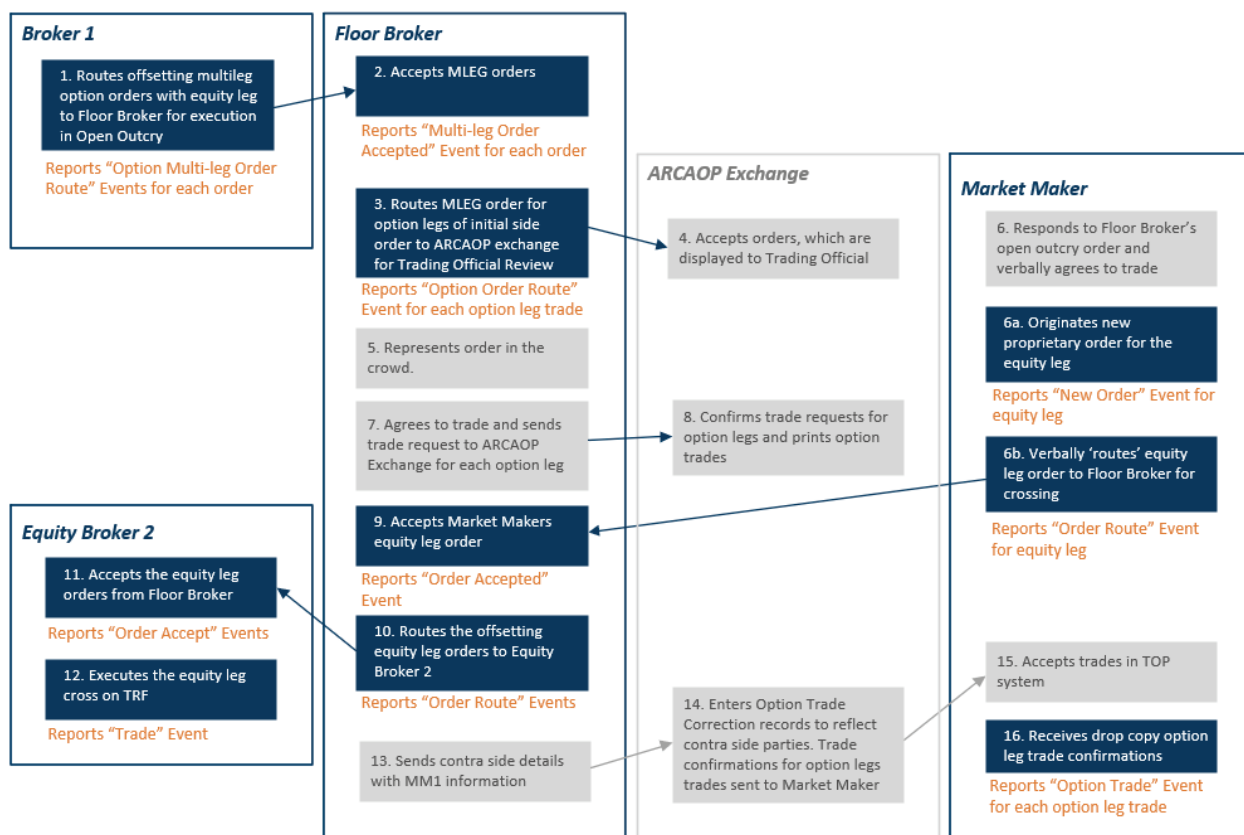 Broker 1
1. Routes offsetting multileg
option orders with equity leg
to Floor Broker for execution
in Open Outcry
Reports “Option Multi-leg Order
Route” Events for each order
Floor Broker
2. Accepts MLEG orders
Reports “Multi-leg Order
Accepted” Event for each order
3. Routes MLEG order for
option legs of initial side
order to ARCAOP exchange
for Trading Official Review
Reports “Option Order Route”
Event for each option leg trade
5. Represents order in the
crowd.
7. Agrees to trade and sends
trade request to ARCAOP
Exchange for each option leg
9. Accepts Market Makers
equity leg order
Reports “Order Accepted”
Event
10. Routes the offsetting
equity leg orders to Equity
Broker 2
Reports “Order Route” Events
13. Sends contra side details
with MM1 information
ARCAOP Exchange
4. Accepts orders, which are
displayed to Trading Official
8. Confirms trade requests for
option legs and prints option
trades
14. Enters Option Trade
Correction records to reflect
contra side parties. Trade
confirmations for option legs
trades sent to Market Maker
Market Maker
6. Responds to Floor Broker’s
open outcry order and
verbally agrees to trade
6a. Originates new
proprietary order for the
equity leg
Reports “New Order” Event for
equity leg
6b. Verbally ‘routes’ equity
leg order to Floor Broker for
crossing
Reports “Order Route” Event
for equity leg
15. Accepts trades in TOP
system
16. Receives drop copy option
leg trade confirmations
Reports “Option Trade” Event
for each option leg trade
Equity Broker 2
11. Accepts the equity leg
orders from Floor Broker
Reports “Order Accept” Events
12. Executes the equity leg
cross on TRF
Reports “Trade” Event